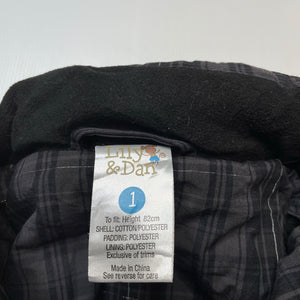 Lilly
& Dan
1
To fit: Height 82cm
SHELL: COTTON/POLYESTER
PADDING: POLYESTER
LINING: POLYESTER
Exclusive of trims
Made in China
See reverse for care